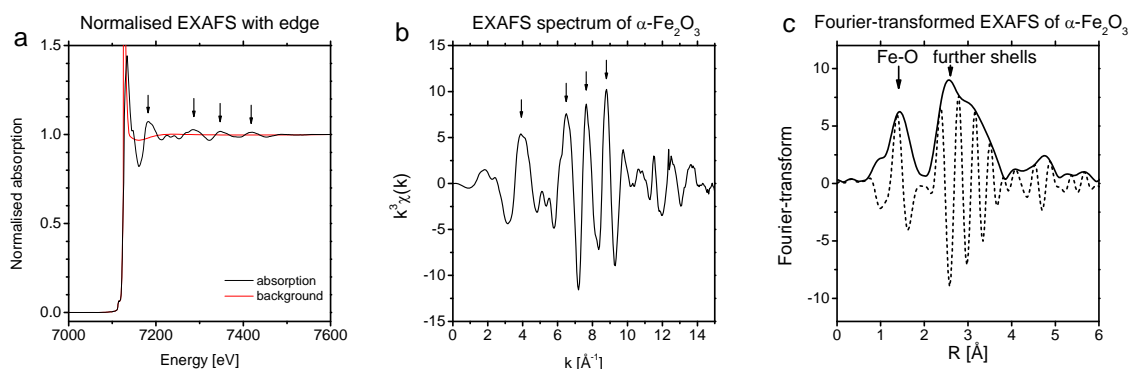 a
Normalised EXAFS with edge
1.5
1.0
0.5
0.0
Normalised absorption
absorption
background
7000
7200
7400
7600
Energy [eV]
b
EXAFS spectrum of α-Fe₂O₃
15
10
5
0
-5
-10
-15
k³χ(k)
0
2
4
6
8
10
12
14
k [Å⁻¹]
c
Fourier-transformed EXAFS of α-Fe₂O₃
Fe-O further shells
10
5
0
-5
-10
Fourier-transform
0
1
2
3
4
5
6
R [Å]